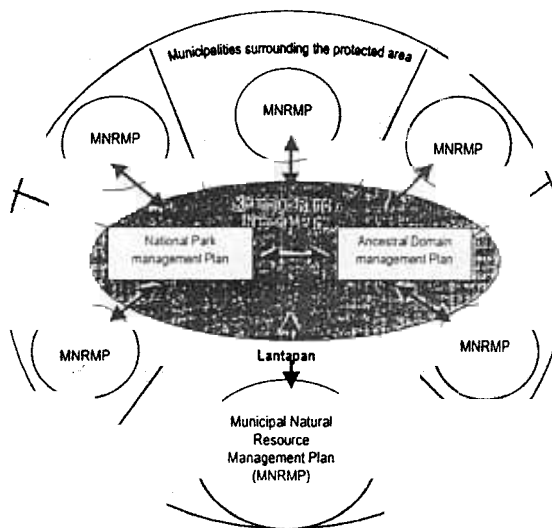 Municipalities surrounding the protected area
MNRMP
MNRMP
MNRMP
National Park
management Plan
Ancestral Domain
management Plan
MNRMP
MNRMP
Lantapan
Municipal Natural
Resource
Management Plan
(MNRMP)